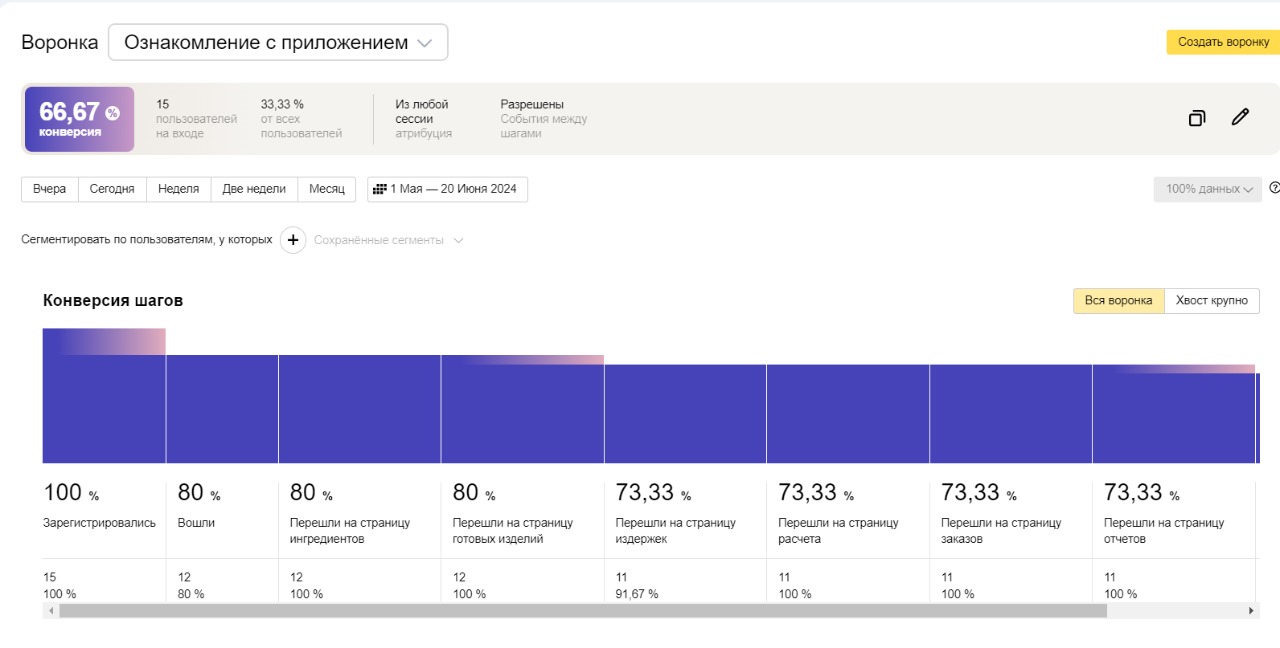 Воронка Ознакомление с приложением
Создать воронку
66,67 %
конверсия
15
пользователей
на входе
33,33 %
от всех
пользователей
Из любой
сессии
атрибуция
Разрешены
События между
шагами
Вчера Сегодня Неделя Две недели Месяц 1 Мая — 20 Июня 2024 100% данных ?
Сегментировать по пользователям, у которых + Сохранённые сегменты
Конверсия шагов
Вся воронка Хвост крупно
100 %
Зарегистрировались
15
100 %
80 %
Вошли
12
80 %
80 %
Перешли на страницу
ингредиентов
12
100 %
80 %
Перешли на страницу
готовых изделий
12
100 %
73,33 %
Перешли на страницу
издержек
11
91,67 %
73,33 %
Перешли на страницу
расчета
11
100 %
73,33 %
Перешли на страницу
заказов
11
100 %
73,33 %
Перешли на страницу
отчетов
11
100 %